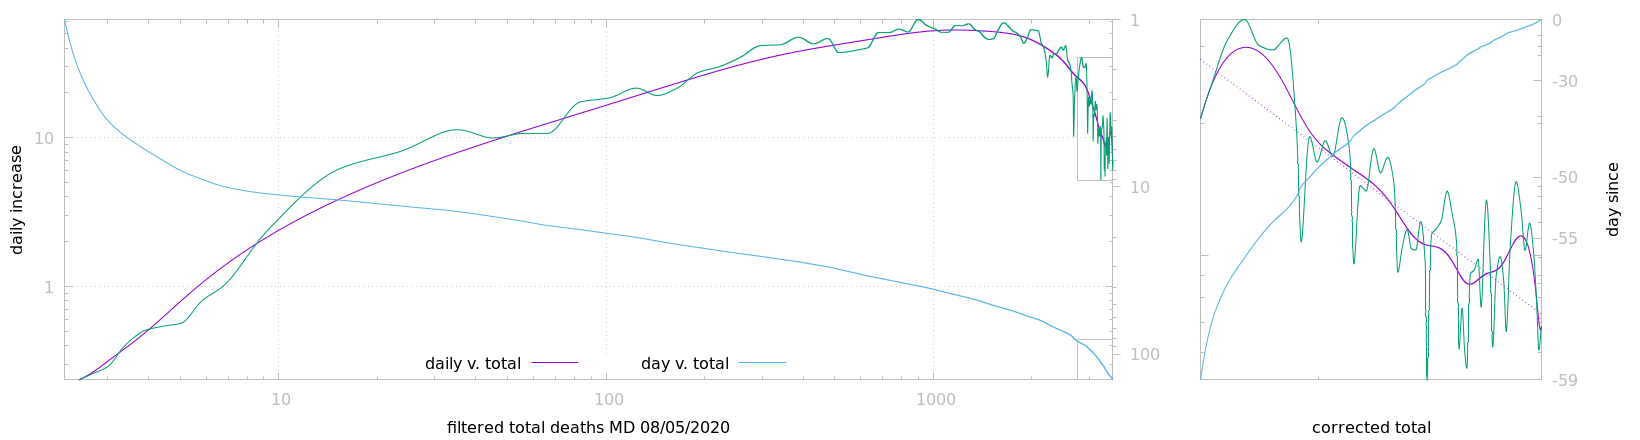 daily increase
10
1
daily v. total
day v. total
10
100
1000
filtered total deaths MD 08/05/2020
1
10
100
0
-30
-50
-55
-59
day since
corrected total